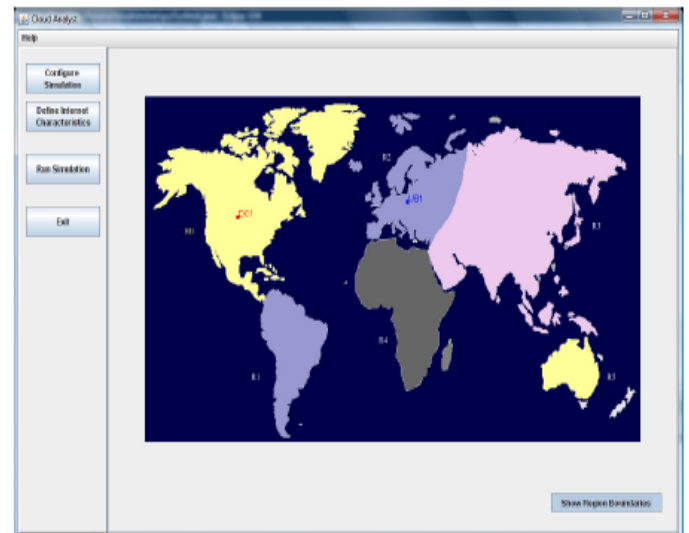 Cloud Analyst
Help
Configure
Simulation
Define Internet
Characteristics
Run Simulation
Exit
R2
UB1
DC1
R0
R3
R4
R1
R5
Show Region Boundaries